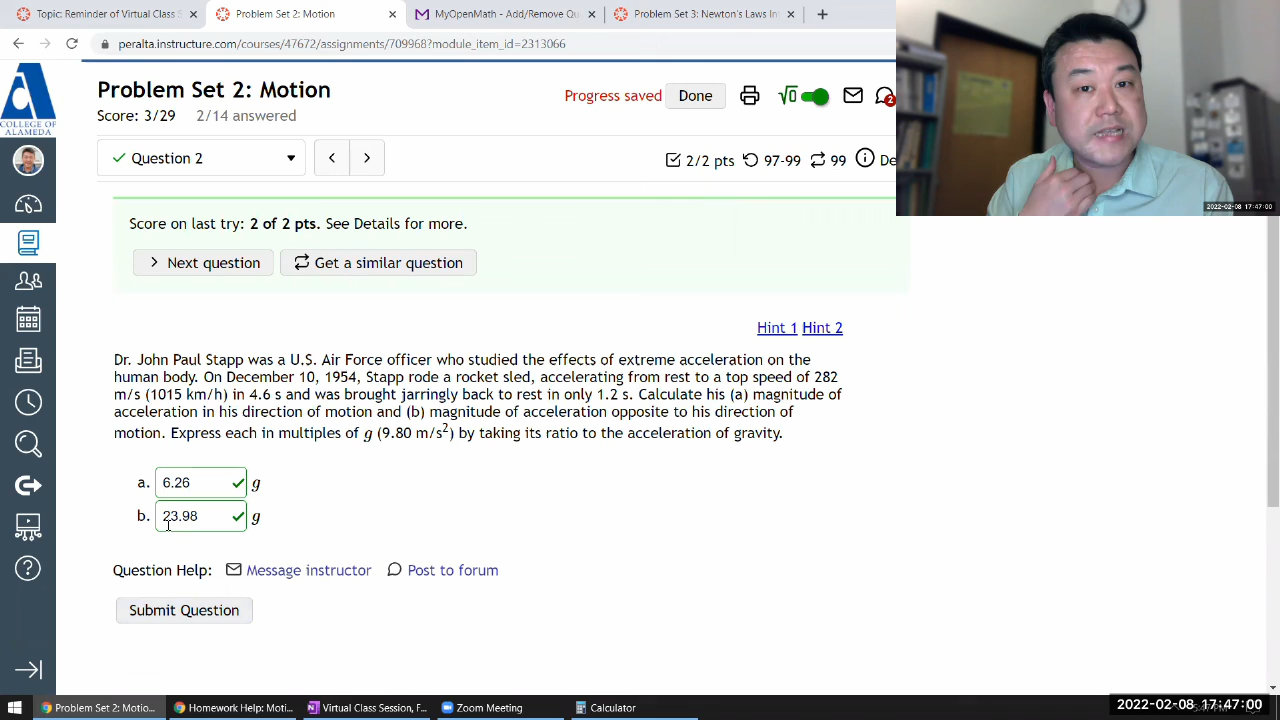 Topic: Reminder of Virtual Class S
Problem Set 2: Motion
MyOpenMath - Add/Remove Qu
Problem Set 3: Newton's Laws In
peralta.instructure.com/courses/47672/assignments/709968?module_item_id=2313066
COLLEGE OF
ALAMEDA
Problem Set 2: Motion
Score: 3/29 2/14 answered
Progress saved Done
√0
2
Question 2
2/2 pts 97-99 99 De
Score on last try: 2 of 2 pts. See Details for more.
Next question Get a similar question
Hint 1 Hint 2
Dr. John Paul Stapp was a U.S. Air Force officer who studied the effects of extreme acceleration on the
human body. On December 10, 1954, Stapp rode a rocket sled, accelerating from rest to a top speed of 282
m/s (1015 km/h) in 4.6 s and was brought jarringly back to rest in only 1.2 s. Calculate his (a) magnitude of
acceleration in his direction of motion and (b) magnitude of acceleration opposite to his direction of
motion. Express each in multiples of g (9.80 m/s²) by taking its ratio to the acceleration of gravity.
a. 6.26 g
b. 23.98 g
Question Help: Message instructor Post to forum
Submit Question
2022-02-08 17:47:00
Problem Set 2: Motio...
Homework Help: Moti...
Virtual Class Session, F...
Zoom Meeting
Calculator
2022-02-08 17:47:00